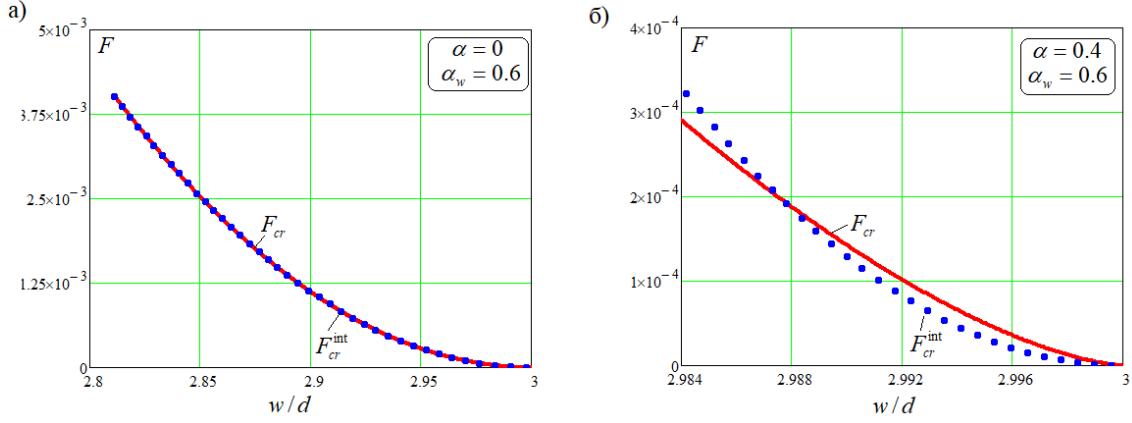 а)
F
α = 0
α_w = 0.6
5×10⁻³
3.75×10⁻³
2.5×10⁻³
1.25×10⁻³
0
F_cr
F_cr^int
2.8 2.85 2.9 2.95 3
w/d
б)
F
α = 0.4
α_w = 0.6
4×10⁻⁴
3×10⁻⁴
2×10⁻⁴
1×10⁻⁴
0
F_cr
F_cr^int
2.984 2.988 2.992 2.996 3
w/d